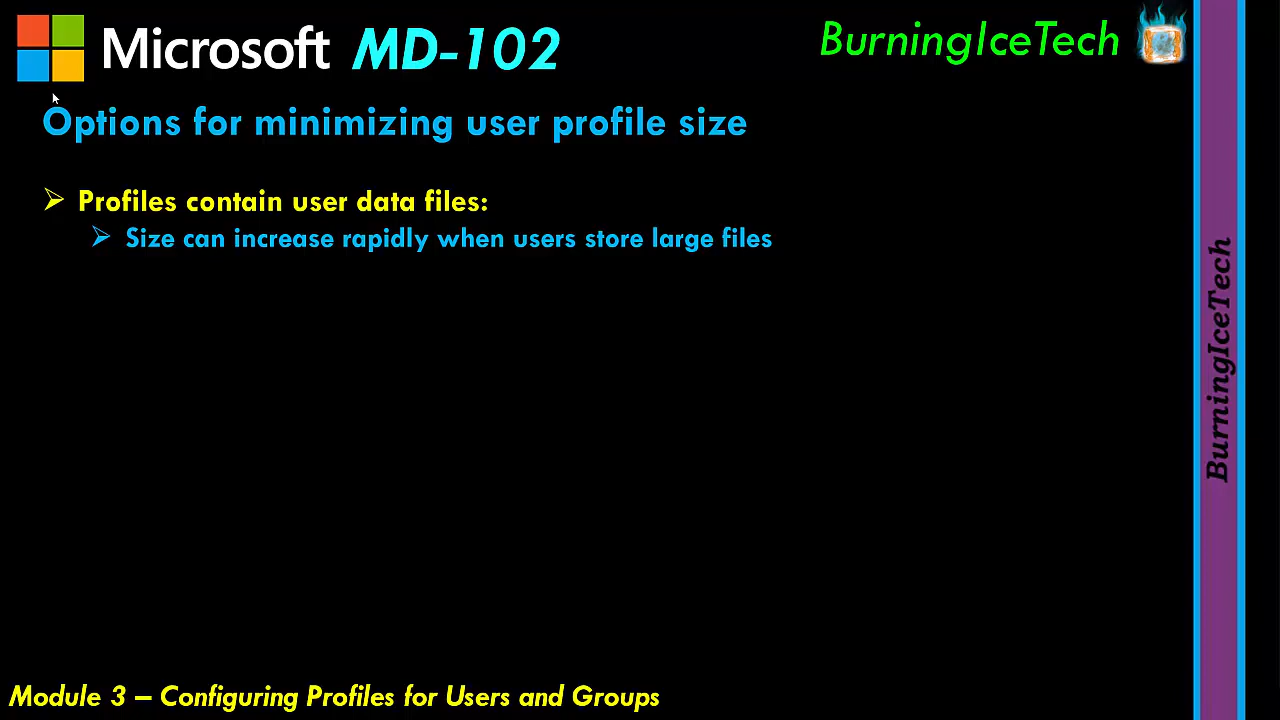 Microsoft MD-102
BurningIceTech
Options for minimizing user profile size
Profiles contain user data files:
Size can increase rapidly when users store large files
BurningIceTech
Module 3 – Configuring Profiles for Users and Groups